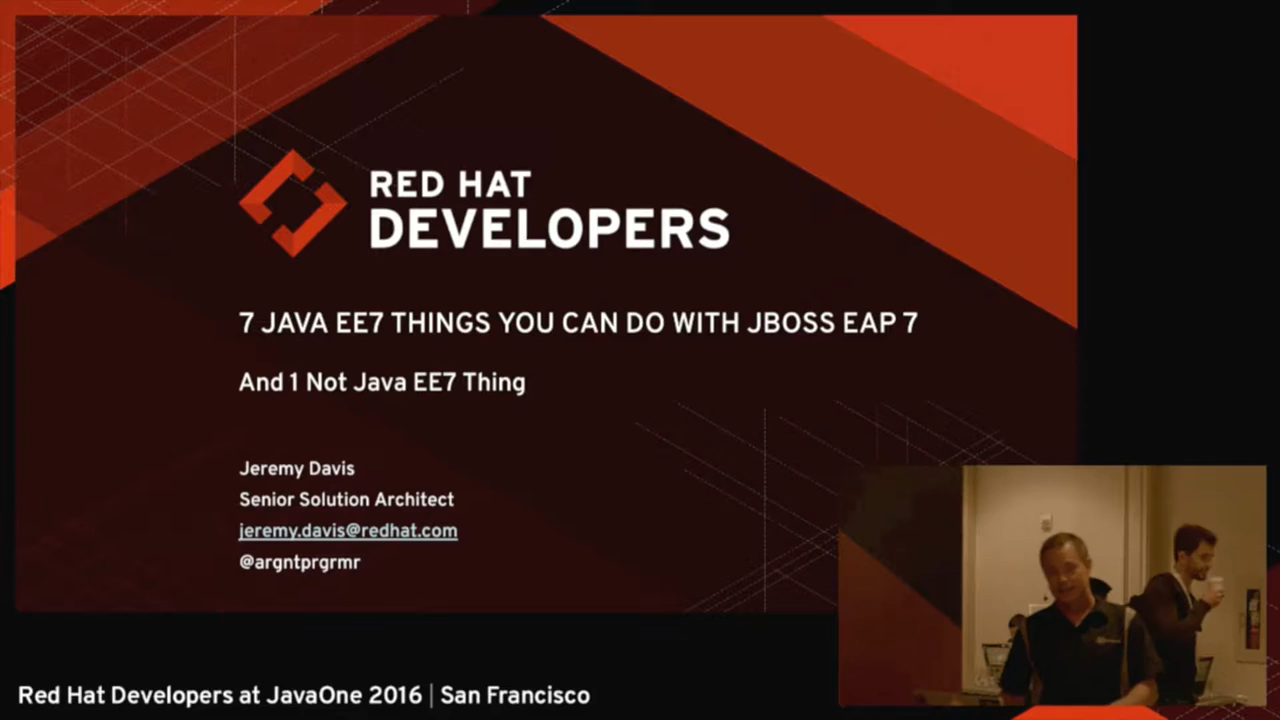 RED HAT
DEVELOPERS
7 JAVA EE7 THINGS YOU CAN DO WITH JBOSS EAP 7
And 1 Not Java EE7 Thing
Jeremy Davis
Senior Solution Architect
jeremy.davis@redhat.com
@argntprgrmr
Red Hat Developers at JavaOne 2016 | San Francisco